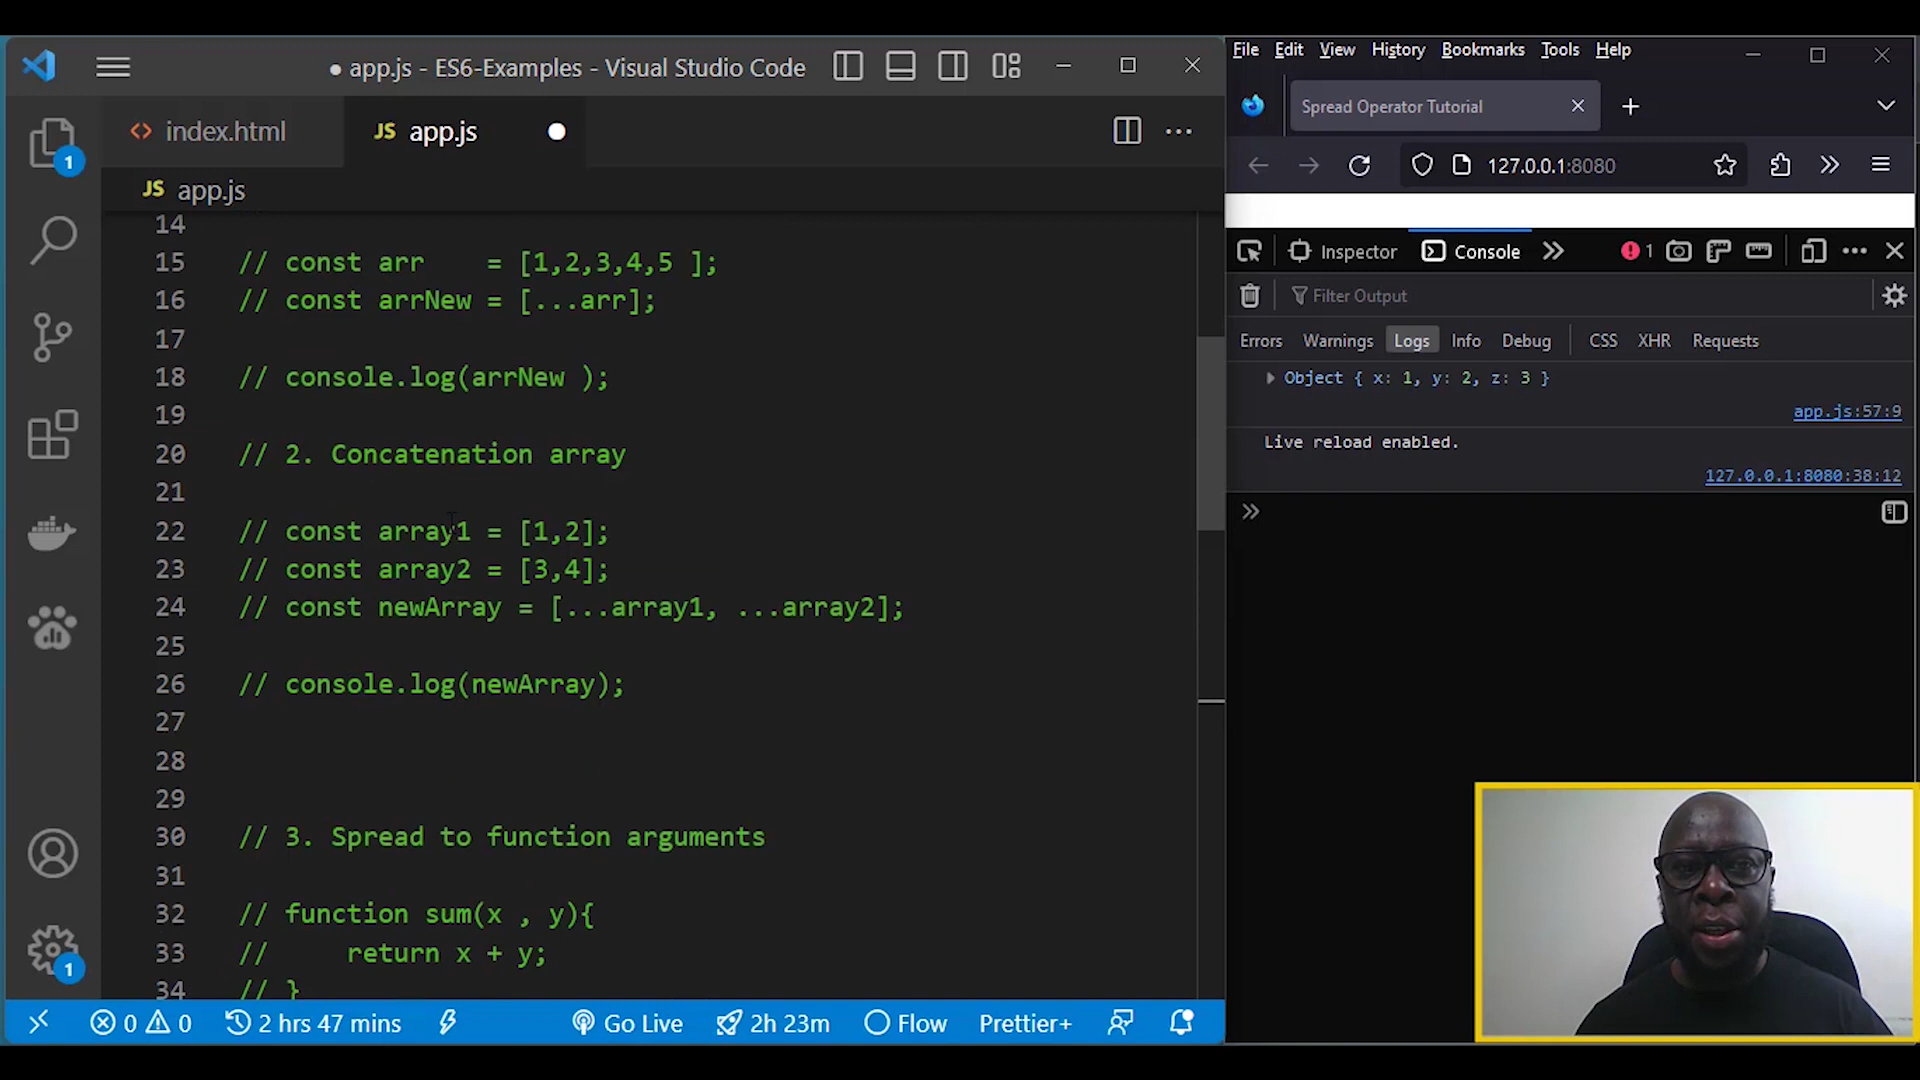 ● app.js - ES6-Examples - Visual Studio Code
index.html
JS app.js
JS app.js
14
15 // const arr    = [1,2,3,4,5 ];
16 // const arrNew = [...arr];
17
18 // console.log(arrNew );
19
20 // 2. Concatenation array
21
22 // const array1 = [1,2];
23 // const array2 = [3,4];
24 // const newArray = [...array1, ...array2];
25
26 // console.log(newArray);
27
28
29
30 // 3. Spread to function arguments
31
32 // function sum(x , y){
33 //     return x + y;
34 // }
1
1
0 0 2 hrs 47 mins Go Live 2h 23m Flow Prettier+
File Edit View History Bookmarks Tools Help
Spread Operator Tutorial
127.0.0.1:8080
Inspector Console 1
Filter Output
Errors Warnings Logs Info Debug CSS XHR Requests
Object { x: 1, y: 2, z: 3 }
app.js:57:9
Live reload enabled.
127.0.0.1:8080:38:12